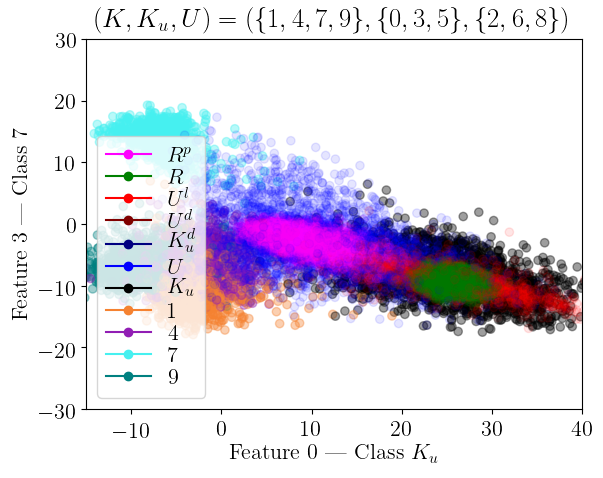 (K, K_u, U) = ({1, 4, 7, 9}, {0, 3, 5}, {2, 6, 8})
30
20
10
0
−10
−20
−30
Feature 3 — Class 7
R^p
R
U^l
U^d
K_u^d
U
K_u
1
4
7
9
−10
0
10
20
30
40
Feature 0 — Class K_u